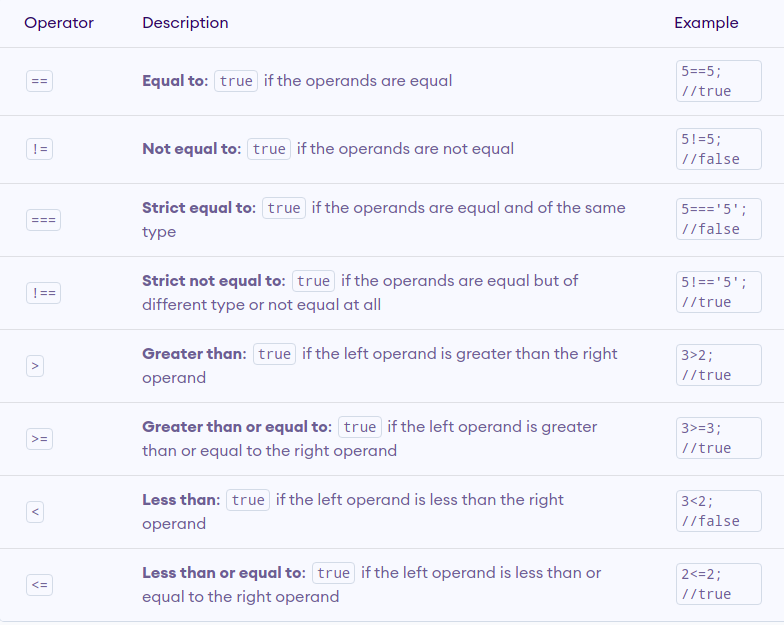 Operator Description Example
== Equal to: true if the operands are equal 5==5;
//true
!= Not equal to: true if the operands are not equal 5!=5;
//false
=== Strict equal to: true if the operands are equal and of the same
type
5==='5';
//false
!== Strict not equal to: true if the operands are equal but of
different type or not equal at all
5!=='5';
//true
> Greater than: true if the left operand is greater than the right
operand
3>2;
//true
>= Greater than or equal to: true if the left operand is greater
than or equal to the right operand
3>=3;
//true
< Less than: true if the left operand is less than the right
operand
3<2;
//false
<= Less than or equal to: true if the left operand is less than or
equal to the right operand
2<=2;
//true